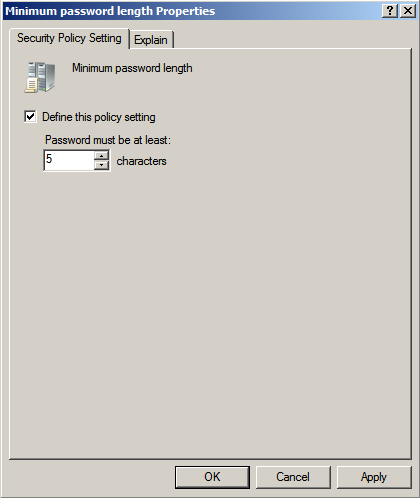 Minimum password length Properties
Security Policy Setting
Explain
Minimum password length
Define this policy setting
Password must be at least:
5 characters
OK Cancel Apply